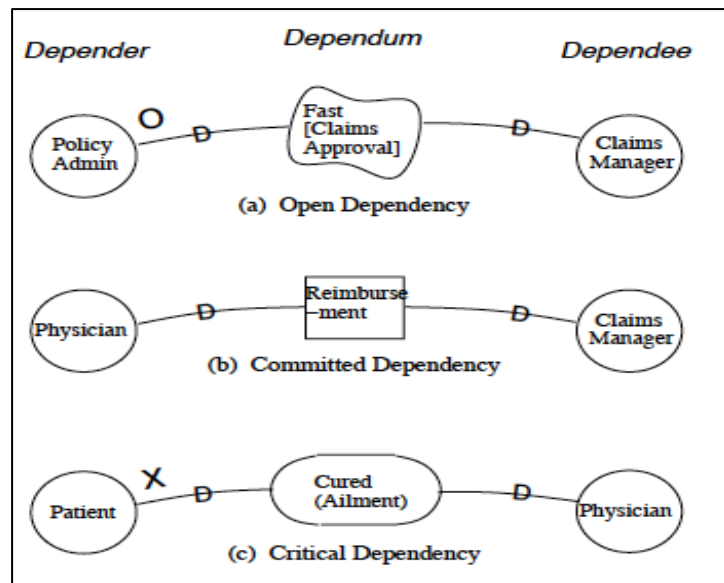 Depender Dependum Dependee
O
D
D
Policy
Admin
Fast
[Claims
Approval]
Claims
Manager
(a) Open Dependency
Physician
D
Reimburse
-ment
D
Claims
Manager
(b) Committed Dependency
X
D
D
Patient
Cured
(Ailment)
Physician
(c) Critical Dependency